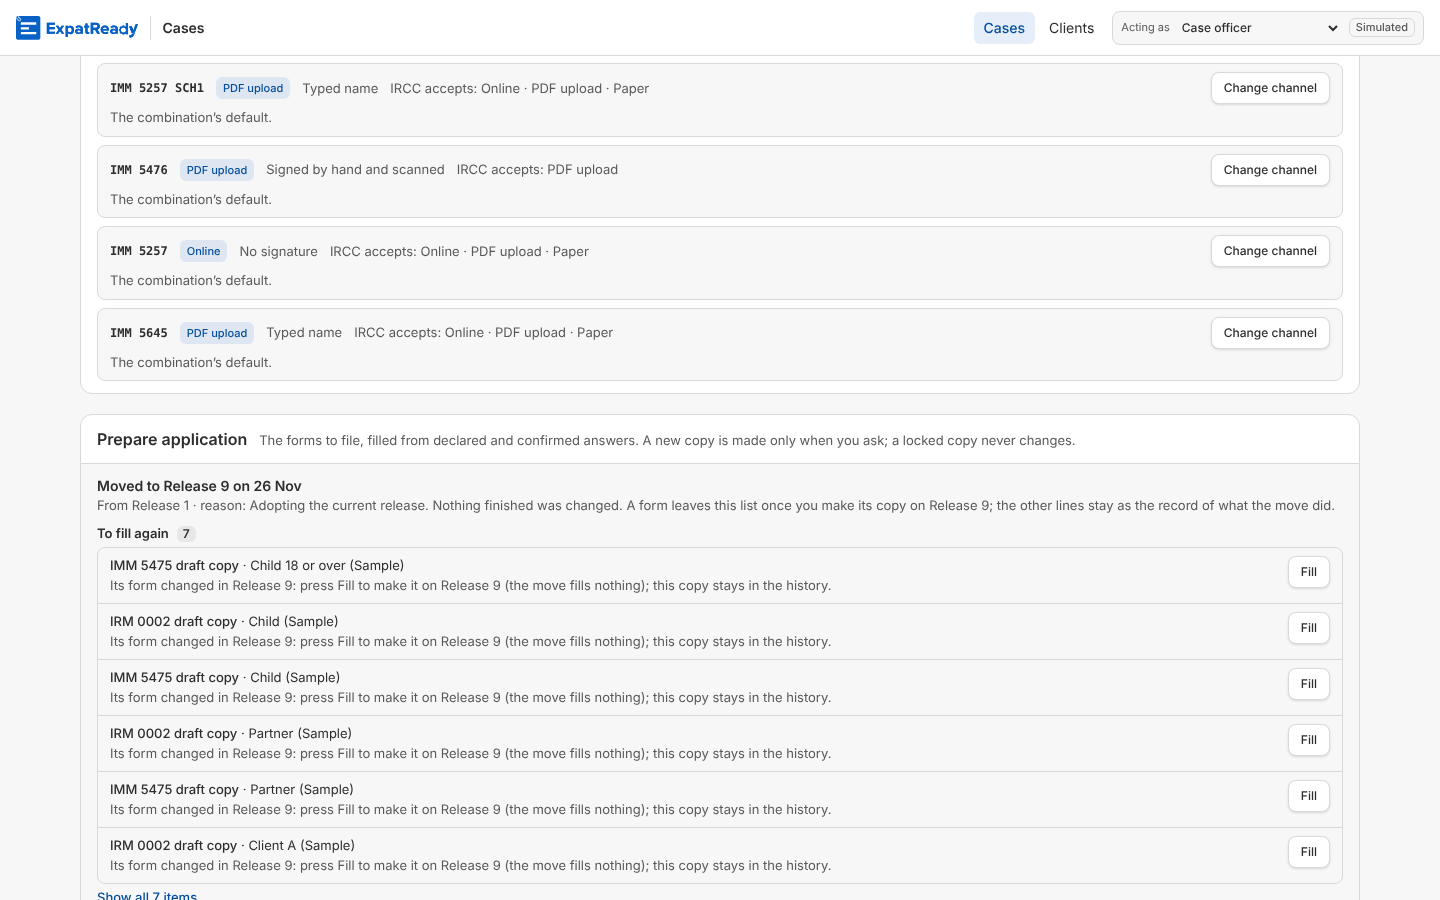 ExpatReady
Cases
Cases
Clients
Acting as
Case officer
Simulated
IMM 5257 SCH1 PDF upload Typed name IRCC accepts: Online · PDF upload · Paper
Change channel
The combination’s default.
IMM 5476 PDF upload Signed by hand and scanned IRCC accepts: PDF upload
Change channel
The combination’s default.
IMM 5257 Online No signature IRCC accepts: Online · PDF upload · Paper
Change channel
The combination’s default.
IMM 5645 PDF upload Typed name IRCC accepts: Online · PDF upload · Paper
Change channel
The combination’s default.
Prepare application The forms to file, filled from declared and confirmed answers. A new copy is made only when you ask; a locked copy never changes.
Moved to Release 9 on 26 Nov
From Release 1 · reason: Adopting the current release. Nothing finished was changed. A form leaves this list once you make its copy on Release 9; the other lines stay as the record of what the move did.
To fill again 7
IMM 5475 draft copy · Child 18 or over (Sample)
Its form changed in Release 9: press Fill to make it on Release 9 (the move fills nothing); this copy stays in the history.
Fill
IRM 0002 draft copy · Child (Sample)
Its form changed in Release 9: press Fill to make it on Release 9 (the move fills nothing); this copy stays in the history.
Fill
IMM 5475 draft copy · Child (Sample)
Its form changed in Release 9: press Fill to make it on Release 9 (the move fills nothing); this copy stays in the history.
Fill
IRM 0002 draft copy · Partner (Sample)
Its form changed in Release 9: press Fill to make it on Release 9 (the move fills nothing); this copy stays in the history.
Fill
IMM 5475 draft copy · Partner (Sample)
Its form changed in Release 9: press Fill to make it on Release 9 (the move fills nothing); this copy stays in the history.
Fill
IRM 0002 draft copy · Client A (Sample)
Its form changed in Release 9: press Fill to make it on Release 9 (the move fills nothing); this copy stays in the history.
Fill
Show all 7 items